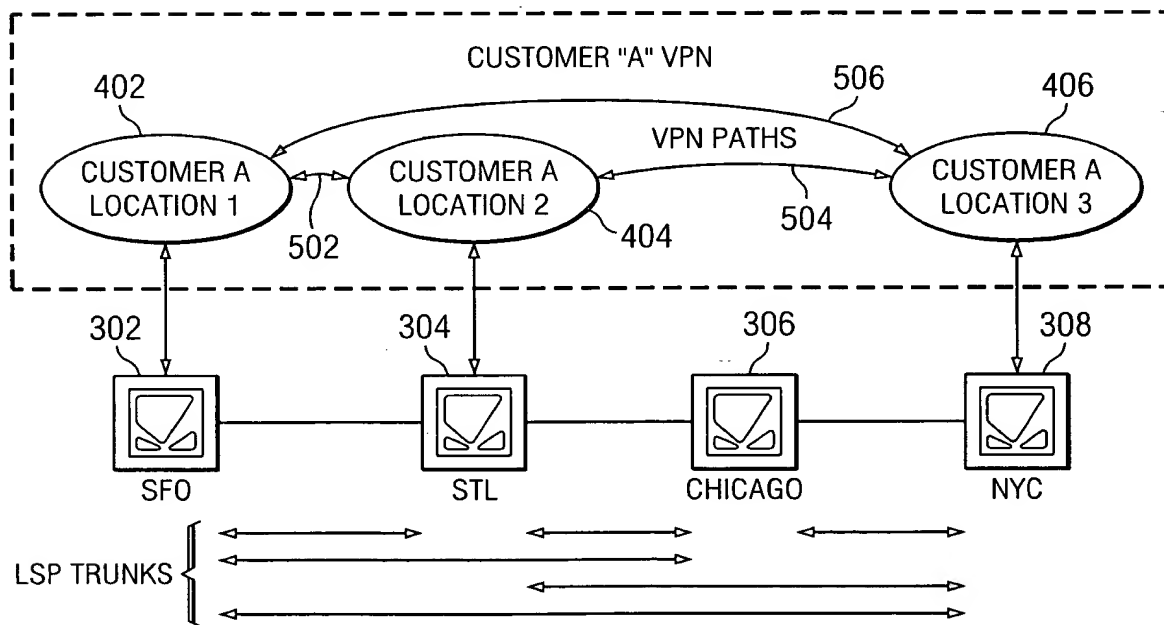 CUSTOMER "A" VPN
402
506
406
VPN PATHS
CUSTOMER A
LOCATION 1
CUSTOMER A
LOCATION 2
CUSTOMER A
LOCATION 3
502
404
504
302
304
306
308
SFO
STL
CHICAGO
NYC
LSP TRUNKS